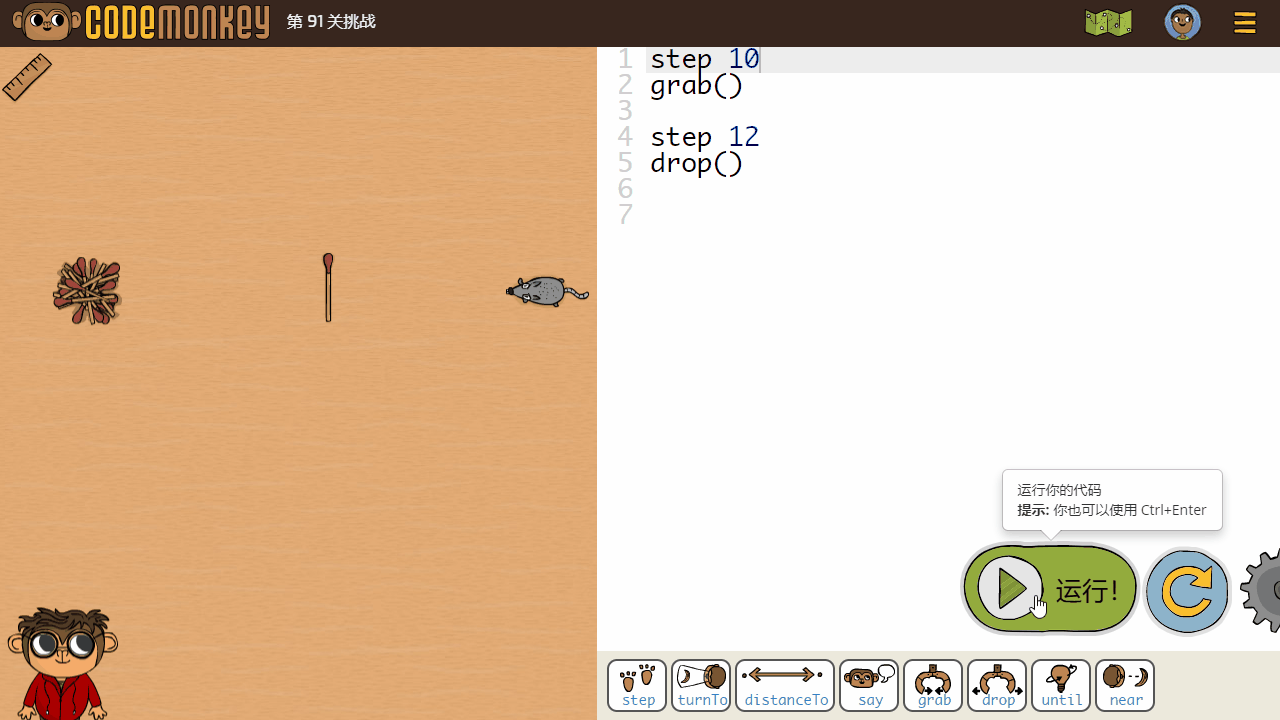 CODEMONKEY
第 91 关挑战
1 step 10
2 grab()
3
4 step 12
5 drop()
6
7
运行你的代码
提示: 你也可以使用 Ctrl+Enter
运行!
step turnTo distanceTo say grab drop until near